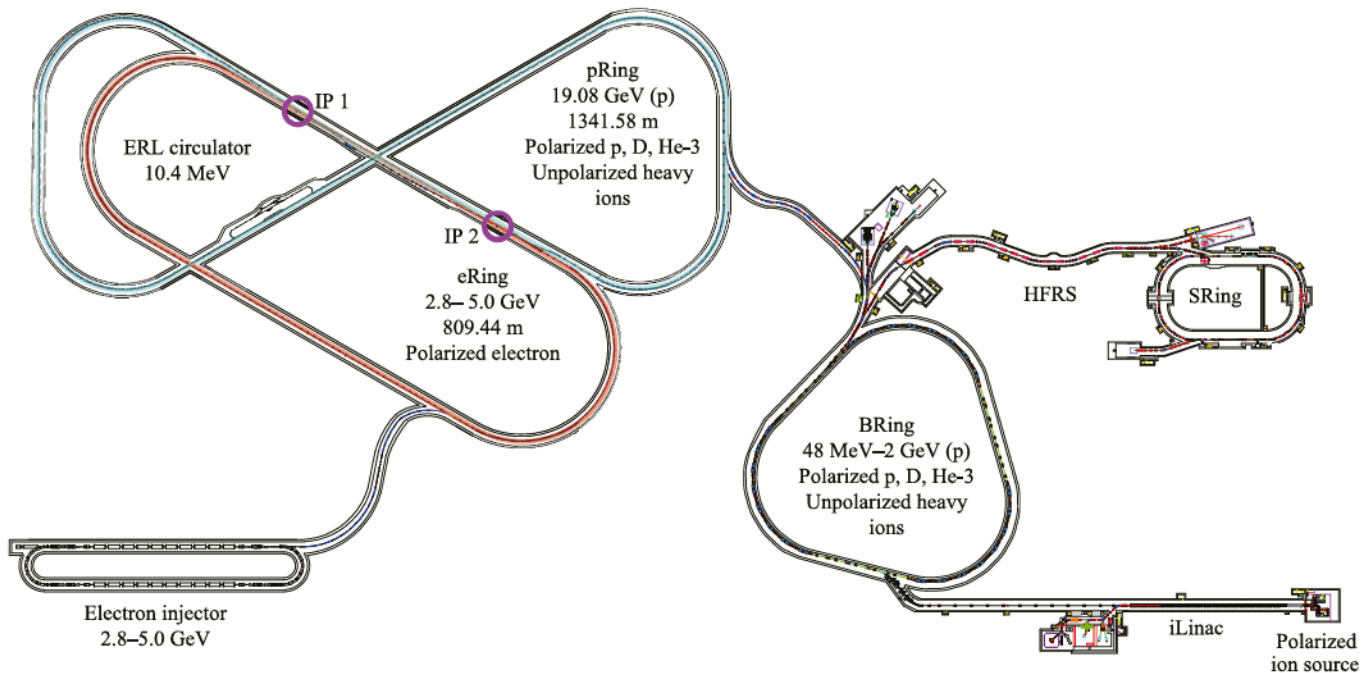 IP 1
ERL circulator
10.4 MeV
pRing
19.08 GeV (p)
1341.58 m
Polarized p, D, He-3
Unpolarized heavy
ions
IP 2
eRing
2.8– 5.0 GeV
809.44 m
Polarized electron
HFRS
SRing
BRing
48 MeV–2 GeV (p)
Polarized p, D, He-3
Unpolarized heavy
ions
Electron injector
2.8–5.0 GeV
iLinac
Polarized
ion source